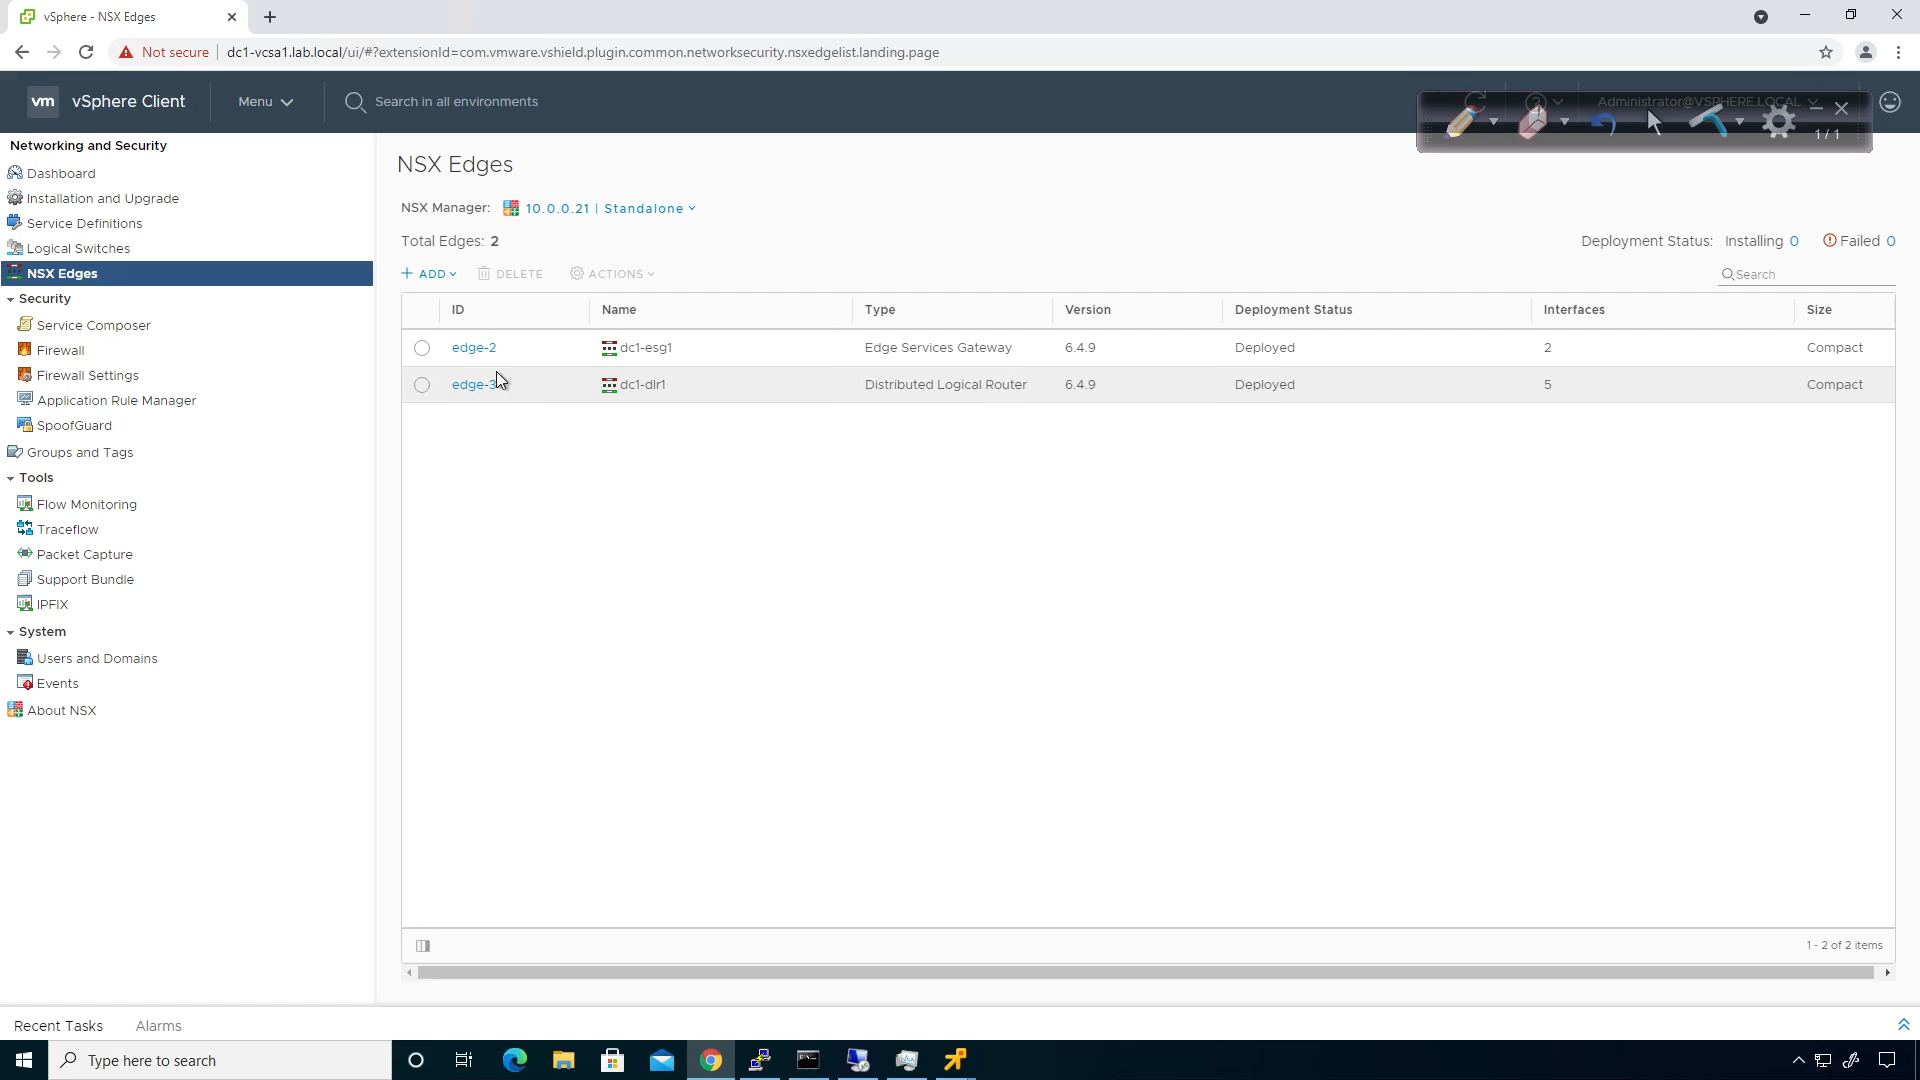 vSphere - NSX Edges
Not secure
dc1-vcsa1.lab.local/ui/#?extensionId=com.vmware.vshield.plugin.common.networksecurity.nsxedgelist.landing.page
vm vSphere Client
Menu
Search in all environments
Administrator@VSPHERE.LOCAL
1 / 1
Networking and Security
Dashboard
Installation and Upgrade
Service Definitions
Logical Switches
NSX Edges
Security
Service Composer
Firewall
Firewall Settings
Application Rule Manager
SpoofGuard
Groups and Tags
Tools
Flow Monitoring
Traceflow
Packet Capture
Support Bundle
IPFIX
System
Users and Domains
Events
About NSX
NSX Edges
NSX Manager: 10.0.0.21 | Standalone
Total Edges: 2
Deployment Status: Installing 0 Failed 0
+ ADD DELETE ACTIONS
Search
ID Name Type Version Deployment Status Interfaces Size
edge-2 dc1-esg1 Edge Services Gateway 6.4.9 Deployed 2 Compact
edge-3 dc1-dlr1 Distributed Logical Router 6.4.9 Deployed 5 Compact
1 - 2 of 2 items
Recent Tasks Alarms
Type here to search